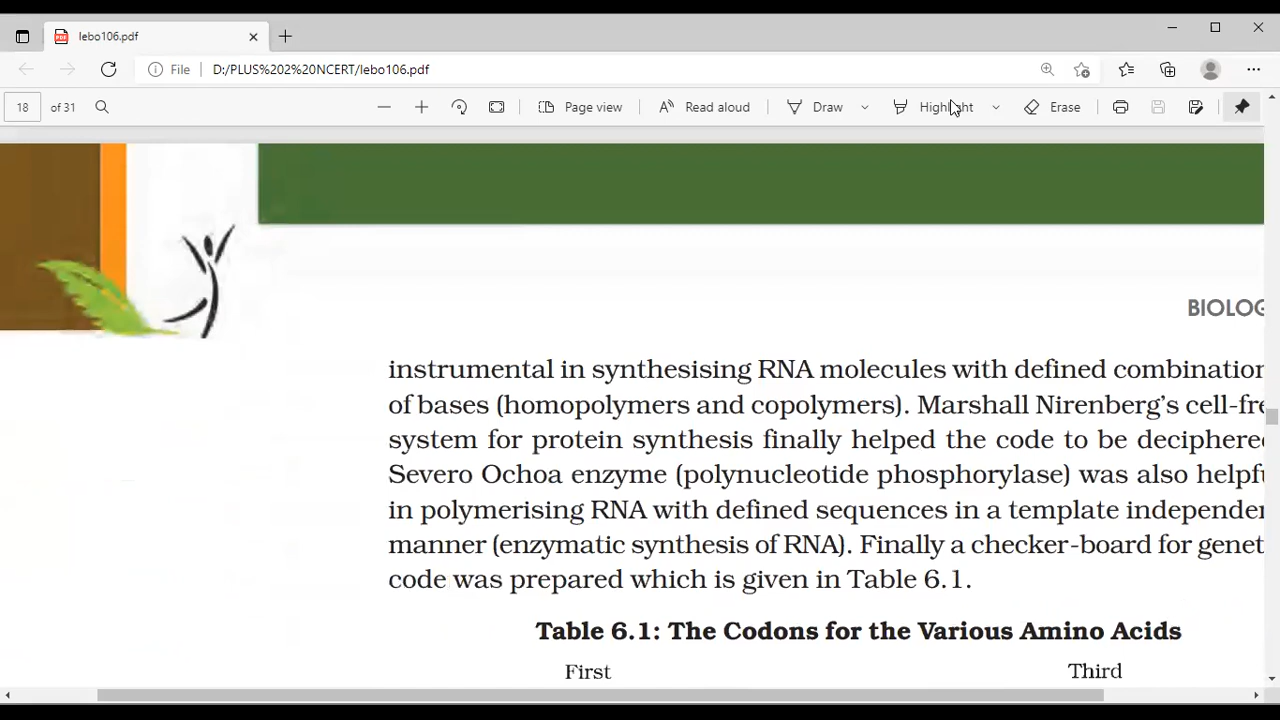 lebo106.pdf
File D:/PLUS%202%20NCERT/lebo106.pdf
18 of 31 Page view Read aloud Draw Highlight Erase
BIOLOG
instrumental in synthesising RNA molecules with defined combination
of bases (homopolymers and copolymers). Marshall Nirenberg's cell-fre
system for protein synthesis finally helped the code to be deciphered
Severo Ochoa enzyme (polynucleotide phosphorylase) was also helpfu
in polymerising RNA with defined sequences in a template independen
manner (enzymatic synthesis of RNA). Finally a checker-board for genet
code was prepared which is given in Table 6.1.
Table 6.1: The Codons for the Various Amino Acids
First Third